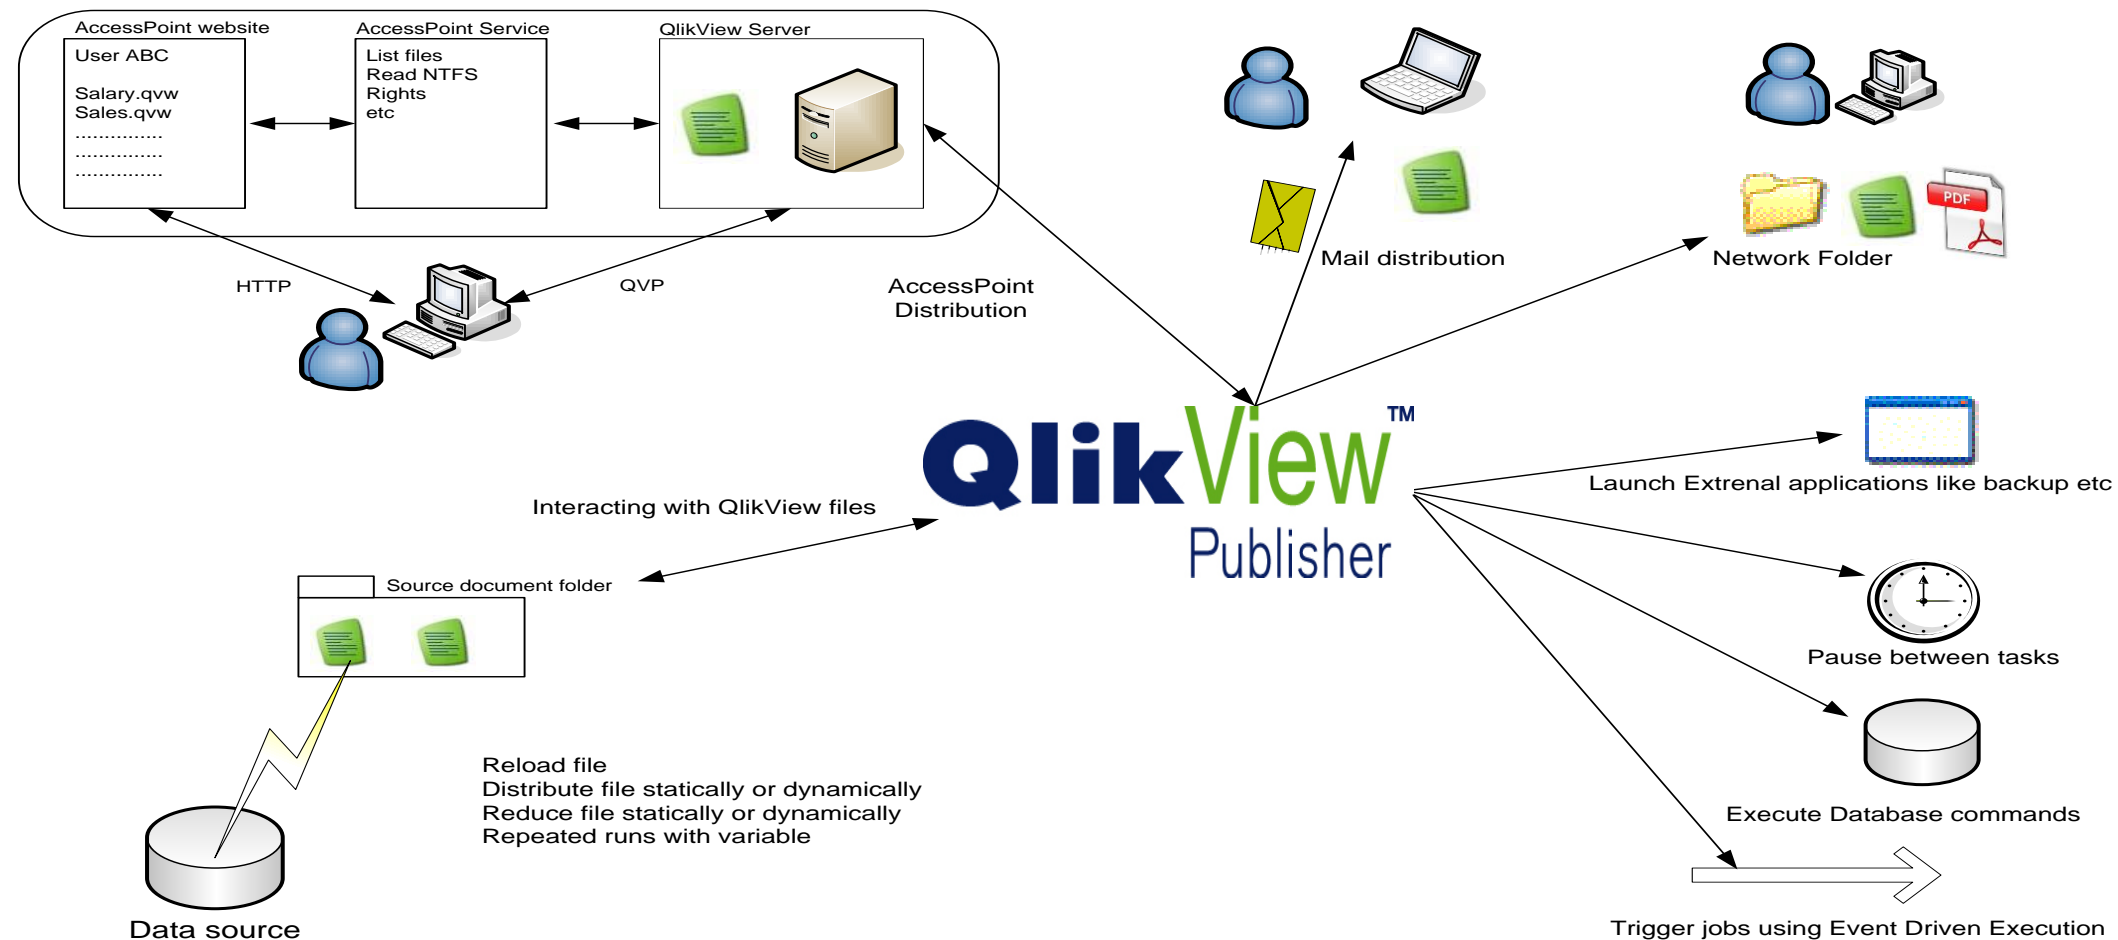 AccessPoint website
User ABC
Salary.qvw
Sales.qvw
...............
...............
...............
AccessPoint Service
List files
Read NTFS
Rights
etc
QlikView Server
HTTP
QVP
AccessPoint
Distribution
Mail distribution
PDF
Network Folder
QlikView™
Publisher
Launch Extrenal applications like backup etc
Interacting with QlikView files
Source document folder
Pause between tasks
Reload file
Distribute file statically or dynamically
Reduce file statically or dynamically
Repeated runs with variable
Execute Database commands
Data source
Trigger jobs using Event Driven Execution